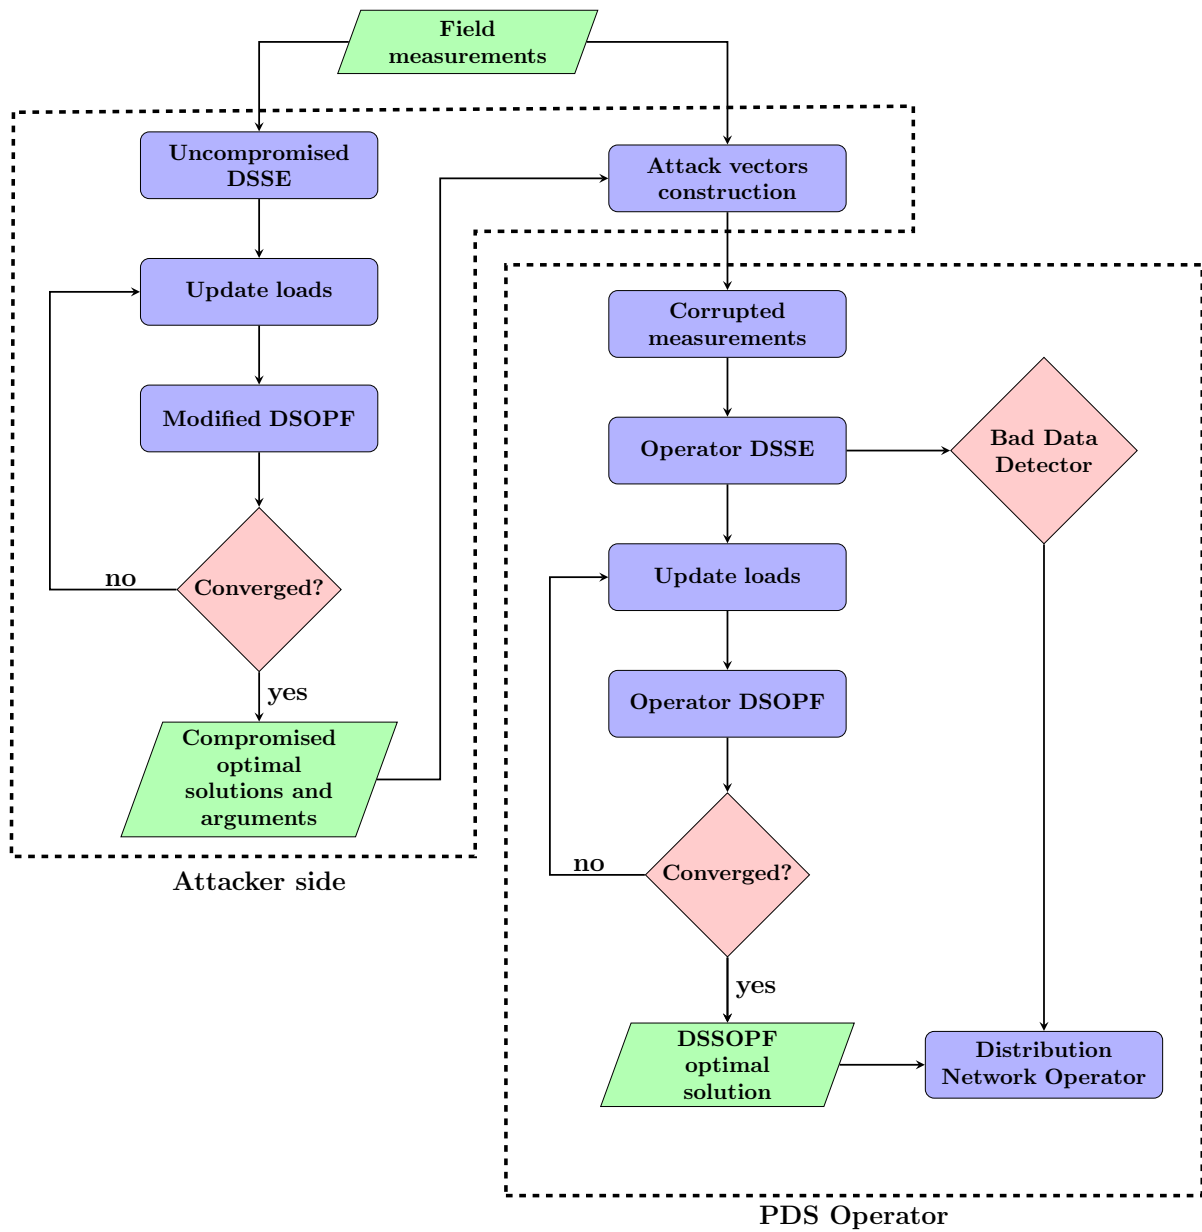 Field
measurements
Uncompromised
DSSE
Update loads
Modified DSOPF
Converged?
no
yes
Compromised
optimal
solutions and
arguments
Attacker side
Attack vectors
construction
Corrupted
measurements
Operator DSSE
Bad Data
Detector
Update loads
Operator DSOPF
Converged?
no
yes
DSSOPF
optimal
solution
Distribution
Network Operator
PDS Operator